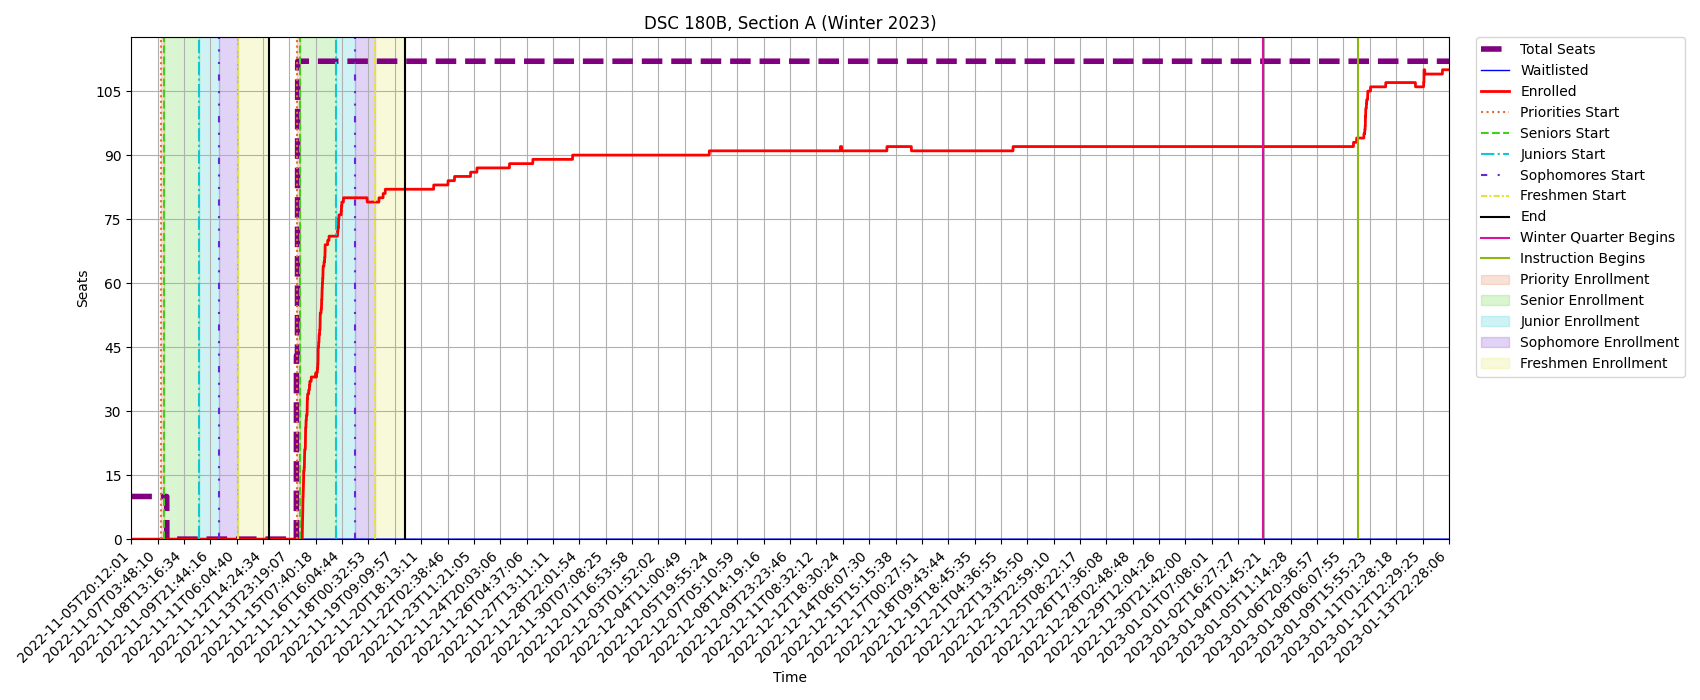 DSC 180B, Section A (Winter 2023)
Seats
105
90
75
60
45
30
15
0
2022-11-05T20:12:01
2022-11-07T03:48:10
2022-11-08T13:16:34
2022-11-09T21:44:16
2022-11-11T06:04:40
2022-11-12T14:24:34
2022-11-13T23:19:07
2022-11-15T07:40:18
2022-11-16T16:04:44
2022-11-18T00:32:53
2022-11-19T09:09:57
2022-11-20T18:13:11
2022-11-22T02:38:46
2022-11-23T11:21:05
2022-11-24T20:03:06
2022-11-26T04:37:06
2022-11-27T13:11:11
2022-11-28T22:01:54
2022-11-30T07:08:25
2022-12-01T16:53:58
2022-12-03T01:52:02
2022-12-04T11:00:49
2022-12-05T19:55:24
2022-12-07T05:10:59
2022-12-08T14:19:16
2022-12-09T23:23:46
2022-12-11T08:32:12
2022-12-12T18:30:24
2022-12-14T06:07:30
2022-12-15T15:15:38
2022-12-17T00:27:51
2022-12-18T09:43:44
2022-12-19T18:45:35
2022-12-21T04:36:55
2022-12-22T13:45:50
2022-12-23T22:59:10
2022-12-25T08:22:17
2022-12-26T17:36:08
2022-12-28T02:48:48
2022-12-29T12:04:26
2022-12-30T21:42:00
2023-01-01T07:08:01
2023-01-02T16:27:27
2023-01-04T01:45:21
2023-01-05T11:14:28
2023-01-06T20:36:57
2023-01-08T06:07:55
2023-01-09T15:55:23
2023-01-11T01:28:18
2023-01-12T12:29:25
2023-01-13T22:28:06
Time
Total Seats
Waitlisted
Enrolled
Priorities Start
Seniors Start
Juniors Start
Sophomores Start
Freshmen Start
End
Winter Quarter Begins
Instruction Begins
Priority Enrollment
Senior Enrollment
Junior Enrollment
Sophomore Enrollment
Freshmen Enrollment